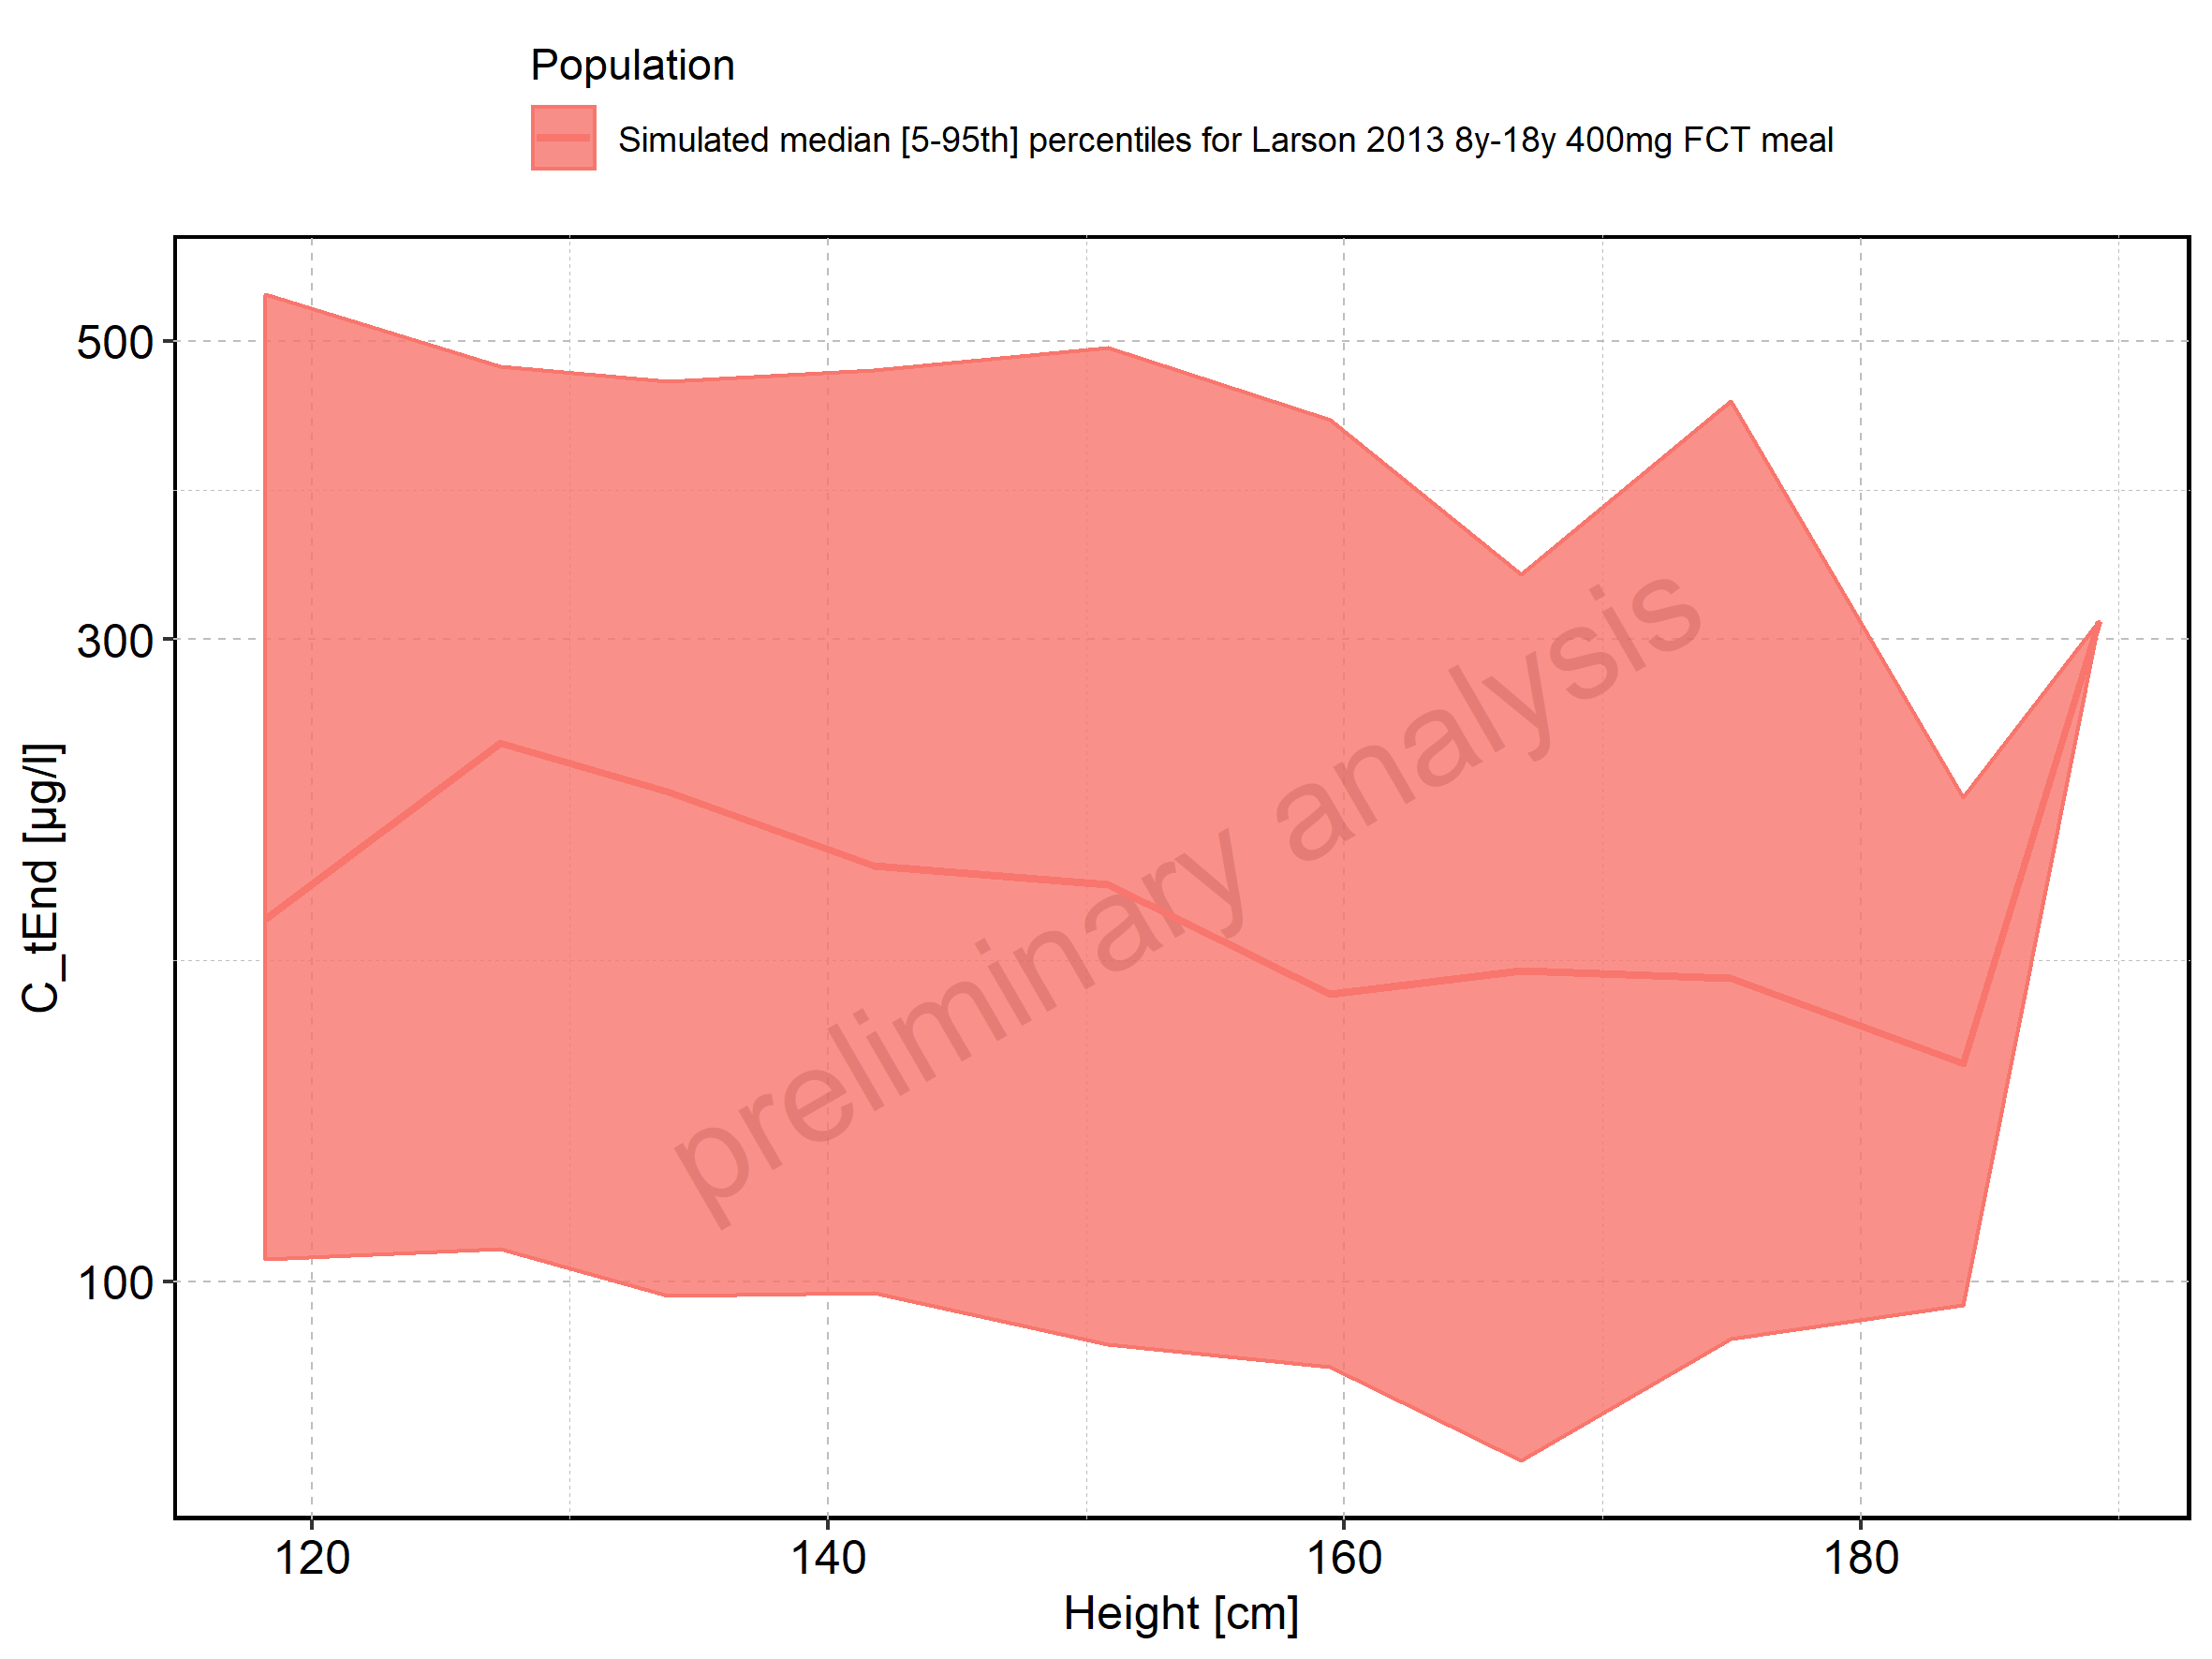 Population
Simulated median [5-95th] percentiles for Larson 2013 8y-18y 400mg FCT meal
500
300
100
C_tEnd [µg/l]
preliminary analysis
120 140 160 180
Height [cm]